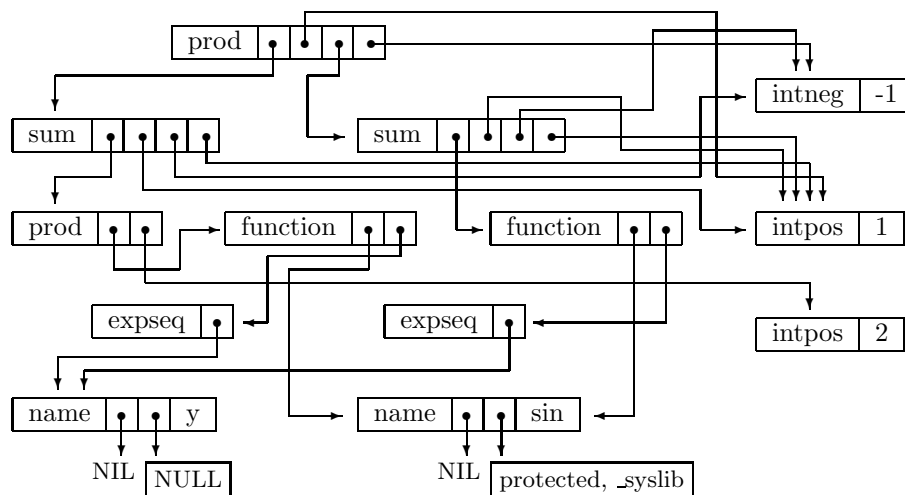 prod
intneg -1
sum
sum
prod
function
function
intpos 1
expseq
expseq
intpos 2
name y
name sin
NIL
NULL
NIL
protected, _syslib